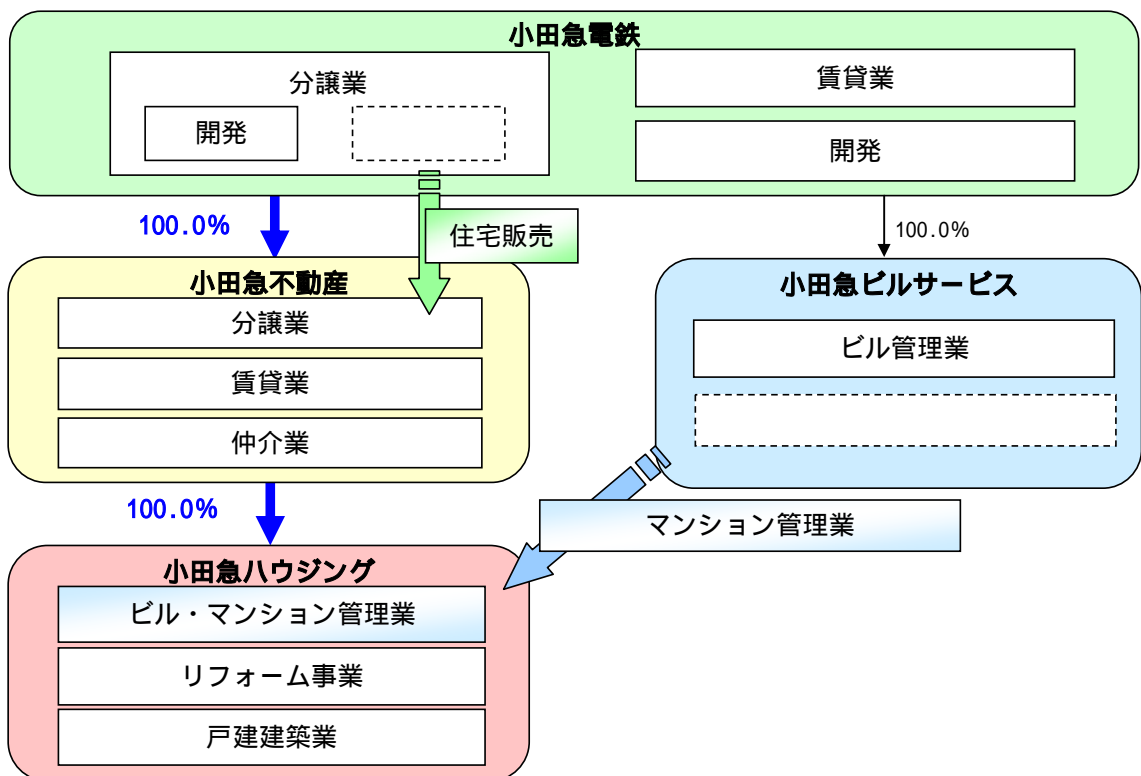 小田急電鉄
分譲業
開発
賃貸業
開発
100.0%
住宅販売
100.0%
小田急不動産
分譲業
賃貸業
仲介業
小田急ビルサービス
ビル管理業
100.0%
マンション管理業
小田急ハウジング
ビル・マンション管理業
リフォーム事業
戸建建築業